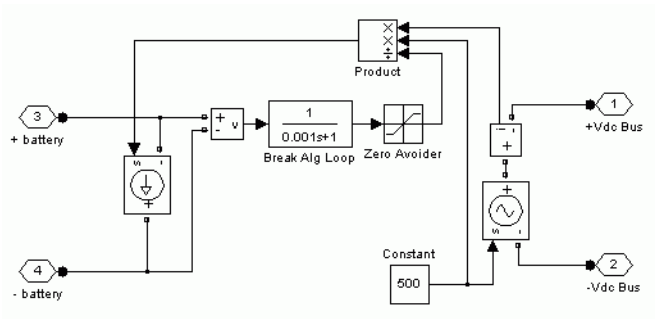 ×
×
÷
Product
3
+ battery
+
-
v
1
0.001s+1
Break Alg Loop
Zero Avoider
1
+Vdc Bus
i
-
+
s
-
+
+
s
-
4
- battery
Constant
500
2
-Vdc Bus